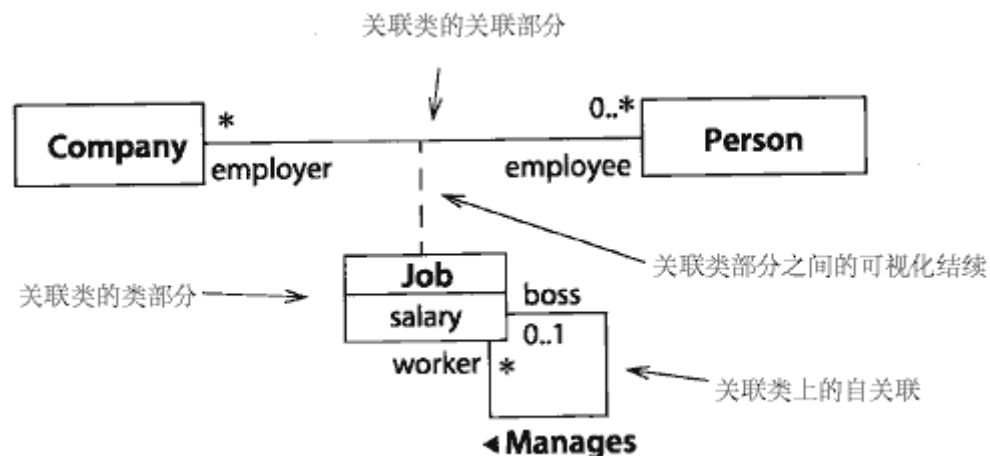 关联类的关联部分
*
0..*
Company
Person
employer
employee
关联类部分之间的可视化结续
Job
关联类的类部分
boss
salary
0..1
worker
*
关联类上的自关联
◀Manages